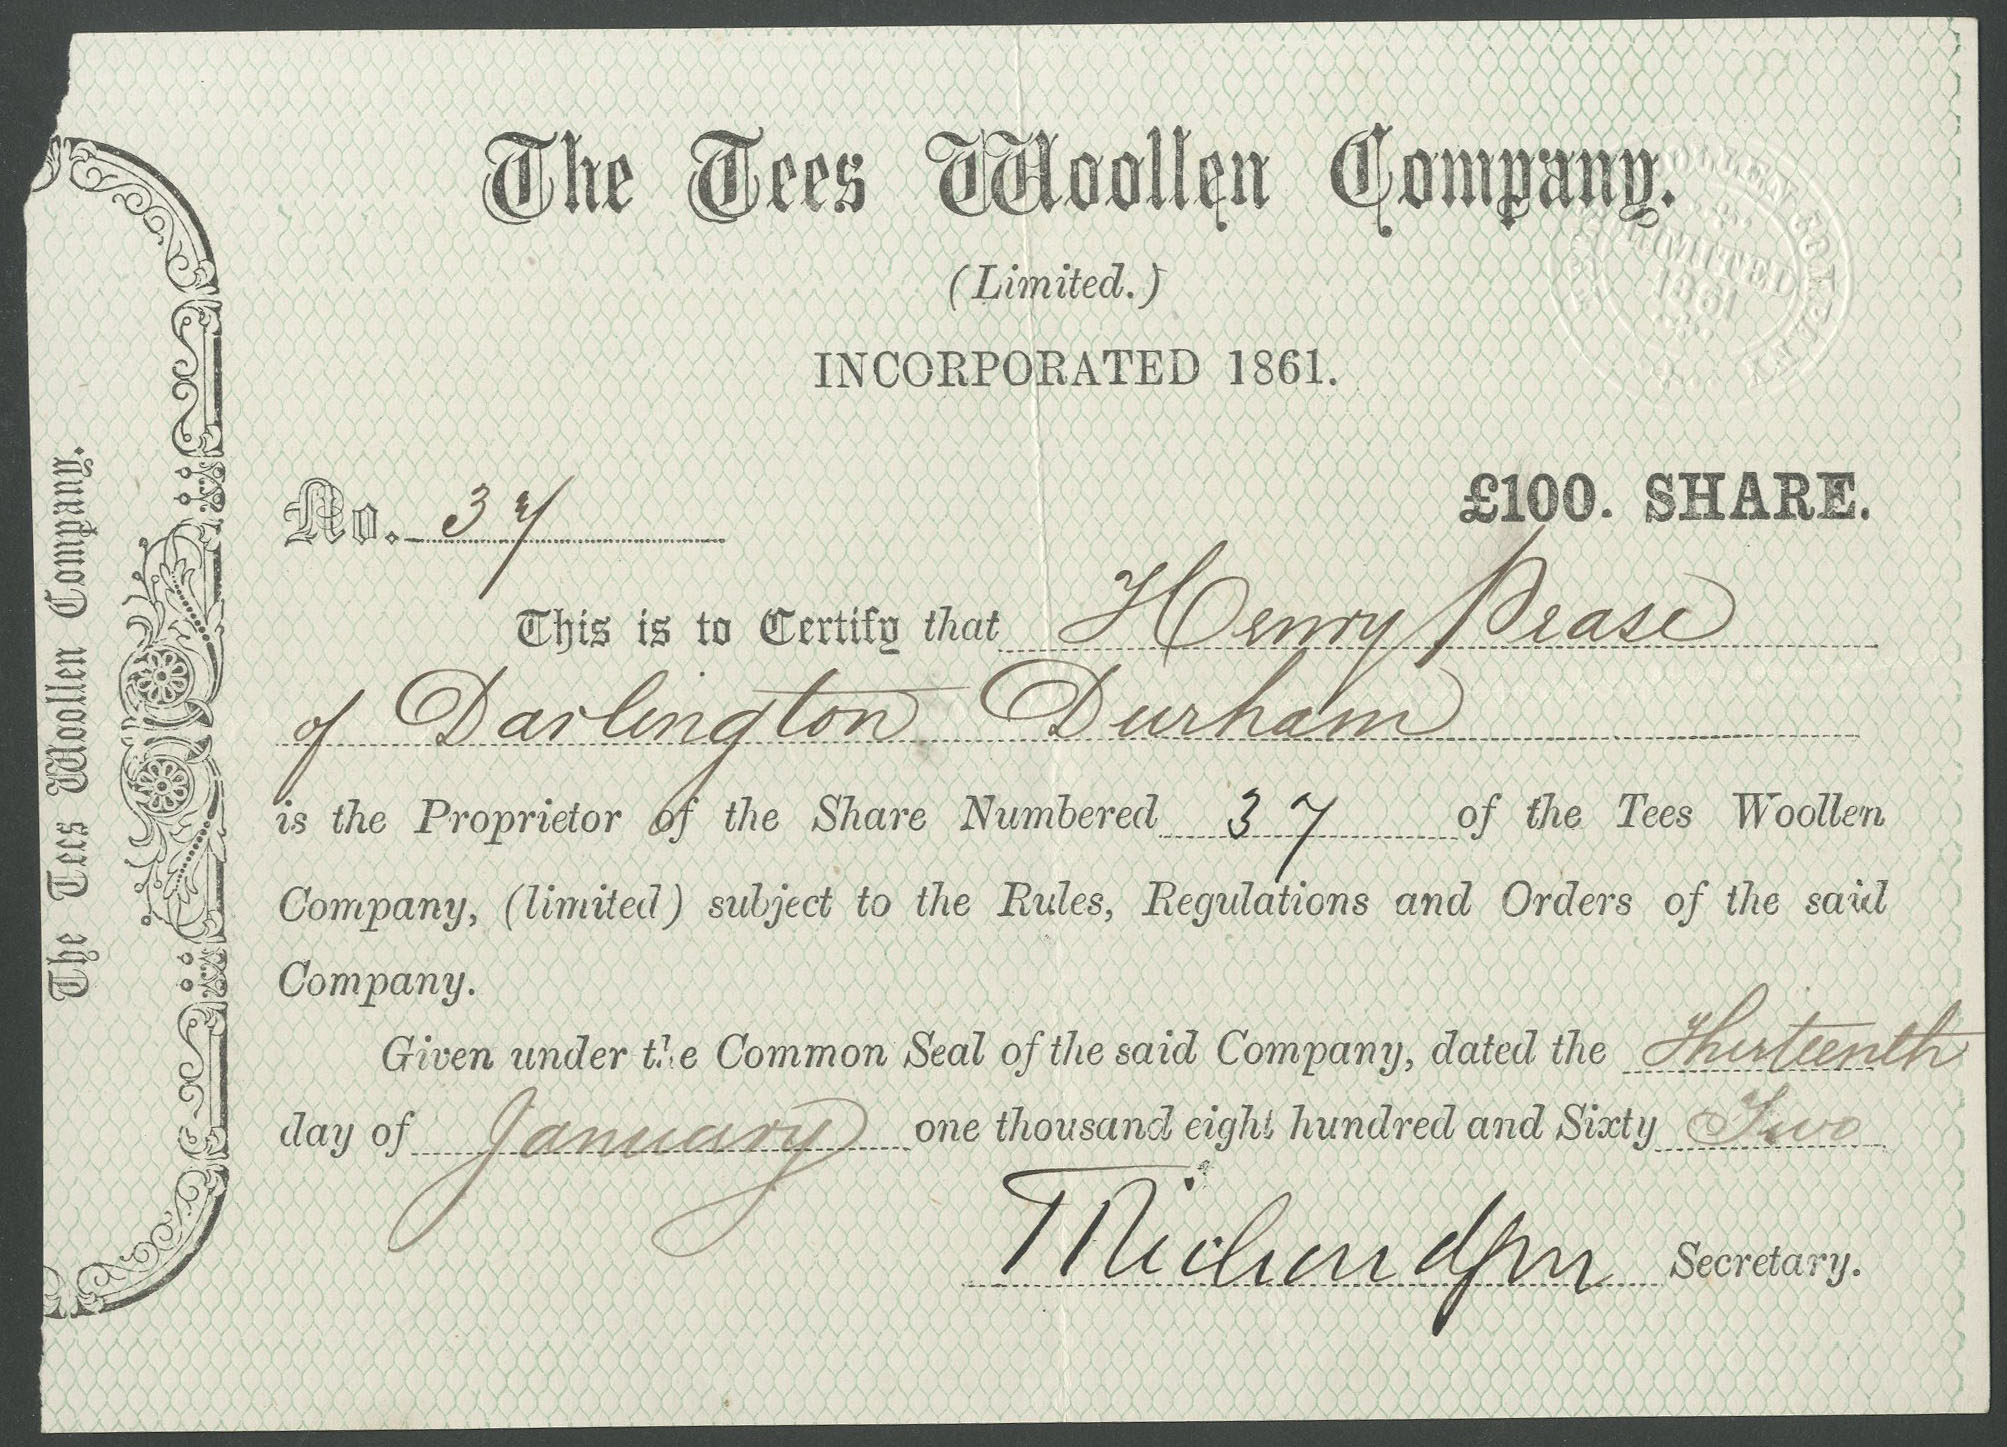 The Tees Woollen Company.
(Limited.)
INCORPORATED 1861.
WOOLLEN COMPANY
LIMITED
1861
£100. SHARE.
No. 37
This is to Certify that Henry Pease
of Darlington Durham
is the Proprietor of the Share Numbered 37 of the Tees Woollen
Company, (limited) subject to the Rules, Regulations and Orders of the said
Company.
Given under the Common Seal of the said Company, dated the Thirteenth
day of January one thousand eight hundred and Sixty Two
Secretary.
The Tees Woollen Company.